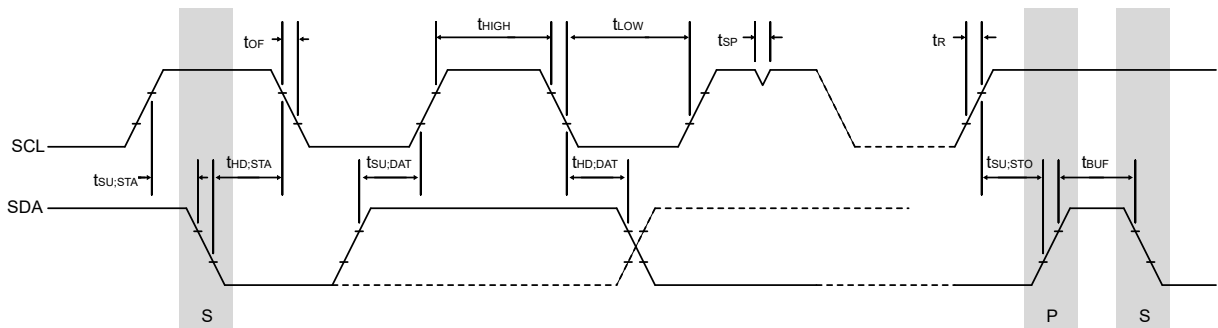 tOF
tHIGH
tLOW
tSP
tR
SCL
tSU;STA
tHD;STA
tSU;DAT
tHD;DAT
tSU;STO
tBUF
SDA
S
P
S